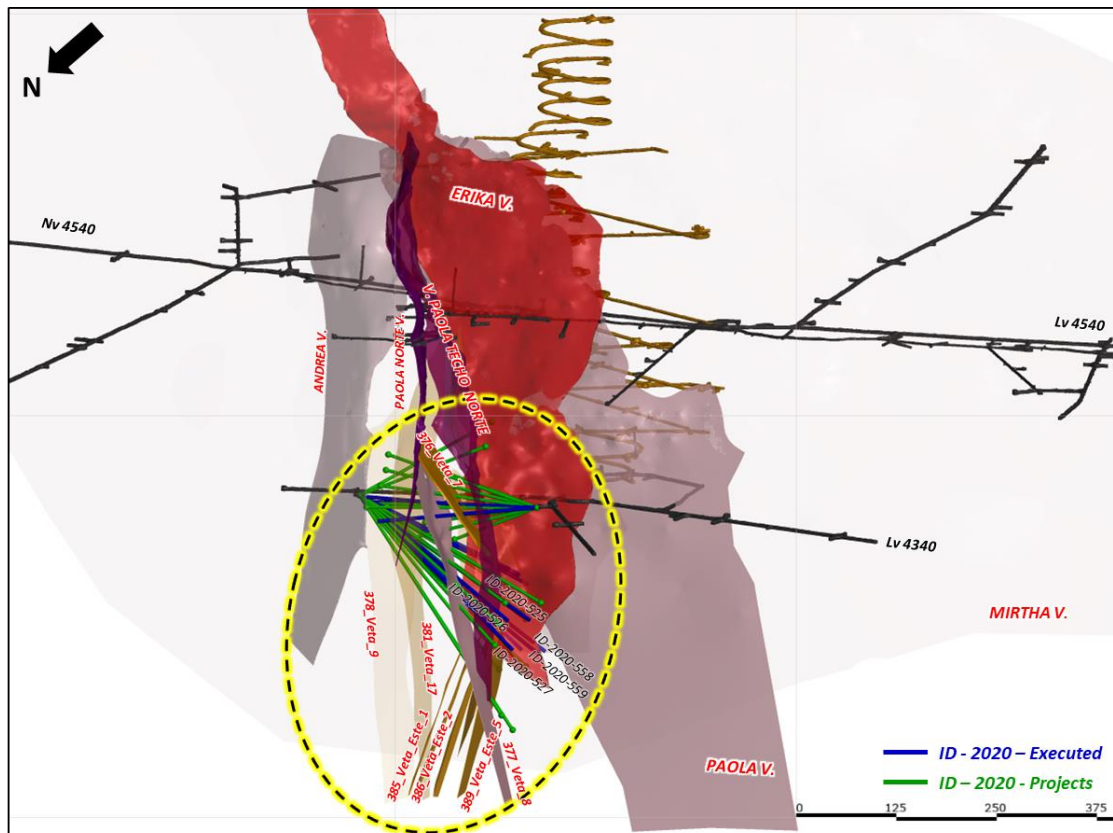 N
ERIKA V.
Nv 4540
V. PAOLA TECHO NORTE
PAOLA NORTE V.
ANDREA V.
Lv 4540
376_Veta_7
Lv 4340
ID-2020-525
ID-2020-526
378_Veta_9
381_Veta_17
MIRTHA V.
ID-2020-558
ID-2020-559
ID-2020-527
385_Veta_Este_1
386_Veta_Este_2
389_Veta_Este_5
377_Veta_8
PAOLA V.
ID - 2020 – Executed
ID – 2020 - Projects
0 125 250 375